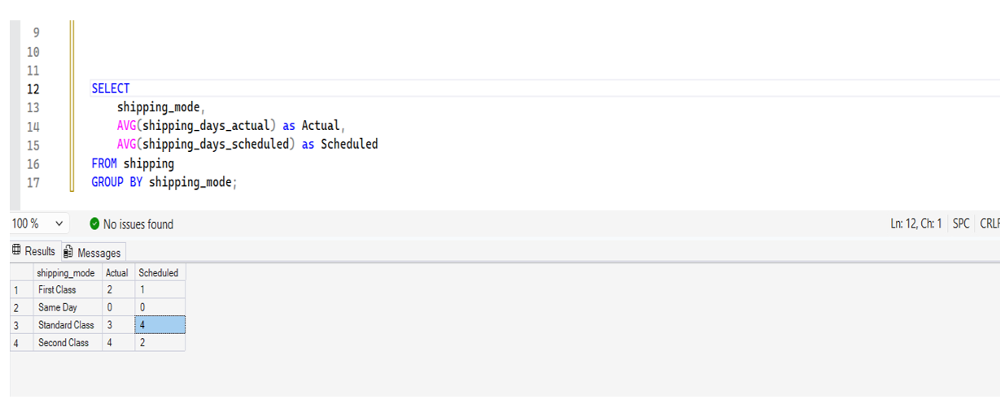 9
10
11
12 SELECT
13 shipping_mode,
14 AVG(shipping_days_actual) as Actual,
15 AVG(shipping_days_scheduled) as Scheduled
16 FROM shipping
17 GROUP BY shipping_mode;
100 % No issues found Ln: 12, Ch: 1 SPC CRLF
Results Messages
shipping_mode Actual Scheduled
1 First Class 2 1
2 Same Day 0 0
3 Standard Class 3 4
4 Second Class 4 2